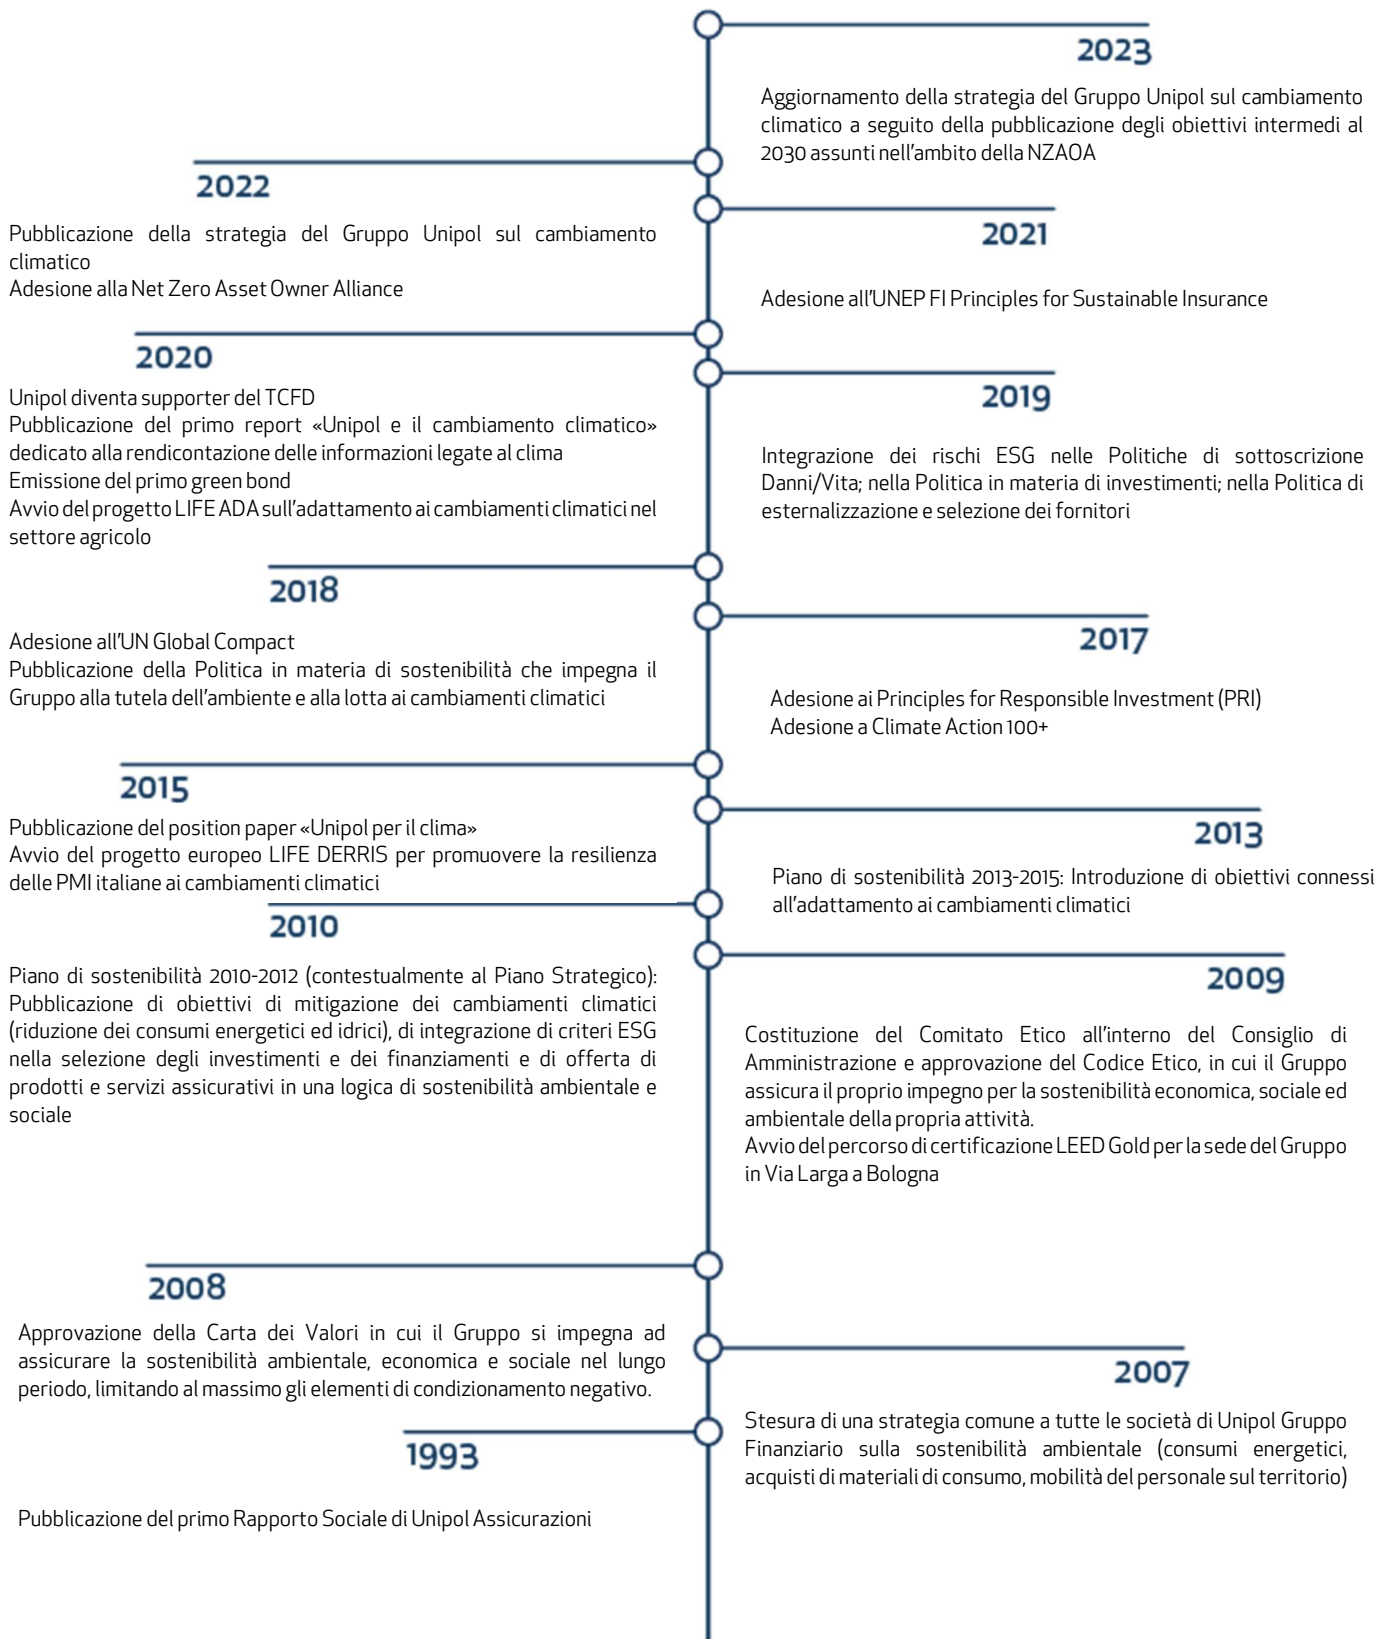 2023
Aggiornamento della strategia del Gruppo Unipol sul cambiamento
climatico a seguito della pubblicazione degli obiettivi intermedi al
2030 assunti nell'ambito della NZAOA
2022
Pubblicazione della strategia del Gruppo Unipol sul cambiamento
climatico
Adesione alla Net Zero Asset Owner Alliance
2021
Adesione all'UNEP FI Principles for Sustainable Insurance
2020
Unipol diventa supporter del TCFD
Pubblicazione del primo report «Unipol e il cambiamento climatico»
dedicato alla rendicontazione delle informazioni legate al clima
Emissione del primo green bond
Avvio del progetto LIFE ADA sull'adattamento ai cambiamenti climatici nel
settore agricolo
2019
Integrazione dei rischi ESG nelle Politiche di sottoscrizione
Danni/Vita; nella Politica in materia di investimenti; nella Politica di
esternalizzazione e selezione dei fornitori
2018
Adesione all'UN Global Compact
Pubblicazione della Politica in materia di sostenibilità che impegna il
Gruppo alla tutela dell'ambiente e alla lotta ai cambiamenti climatici
2017
Adesione ai Principles for Responsible Investment (PRI)
Adesione a Climate Action 100+
2015
Pubblicazione del position paper «Unipol per il clima»
Avvio del progetto europeo LIFE DERRIS per promuovere la resilienza
delle PMI italiane ai cambiamenti climatici
2013
Piano di sostenibilità 2013-2015: Introduzione di obiettivi connessi
all'adattamento ai cambiamenti climatici
2010
Piano di sostenibilità 2010-2012 (contestualmente al Piano Strategico):
Pubblicazione di obiettivi di mitigazione dei cambiamenti climatici
(riduzione dei consumi energetici ed idrici), di integrazione di criteri ESG
nella selezione degli investimenti e dei finanziamenti e di offerta di
prodotti e servizi assicurativi in una logica di sostenibilità ambientale e
sociale
2009
Costituzione del Comitato Etico all'interno del Consiglio di
Amministrazione e approvazione del Codice Etico, in cui il Gruppo
assicura il proprio impegno per la sostenibilità economica, sociale ed
ambientale della propria attività.
Avvio del percorso di certificazione LEED Gold per la sede del Gruppo
in Via Larga a Bologna
2008
Approvazione della Carta dei Valori in cui il Gruppo si impegna ad
assicurare la sostenibilità ambientale, economica e sociale nel lungo
periodo, limitando al massimo gli elementi di condizionamento negativo.
2007
Stesura di una strategia comune a tutte le società di Unipol Gruppo
Finanziario sulla sostenibilità ambientale (consumi energetici,
acquisti di materiali di consumo, mobilità del personale sul territorio)
1993
Pubblicazione del primo Rapporto Sociale di Unipol Assicurazioni